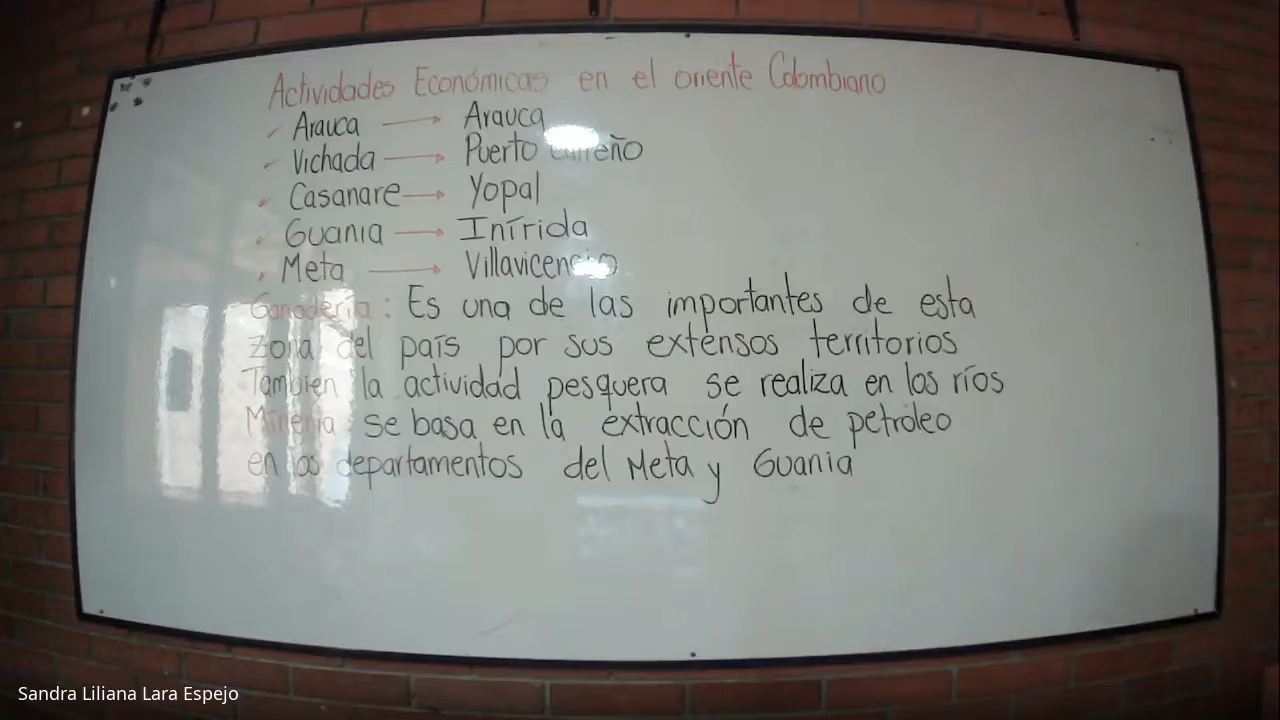 Actividades Económicas en el oriente Colombiano
Arauca → Arauca
Vichada → Puerto Carreño
Casanare → Yopal
Guania → Inírida
Meta → Villavicencio
Ganadería: Es una de las importantes de esta
zona del país por sus extensos territorios
Tambien la actividad pesquera se realiza en los ríos
Minería: se basa en la extracción de petroleo
en los departamentos del Meta y Guania
Sandra Liliana Lara Espejo